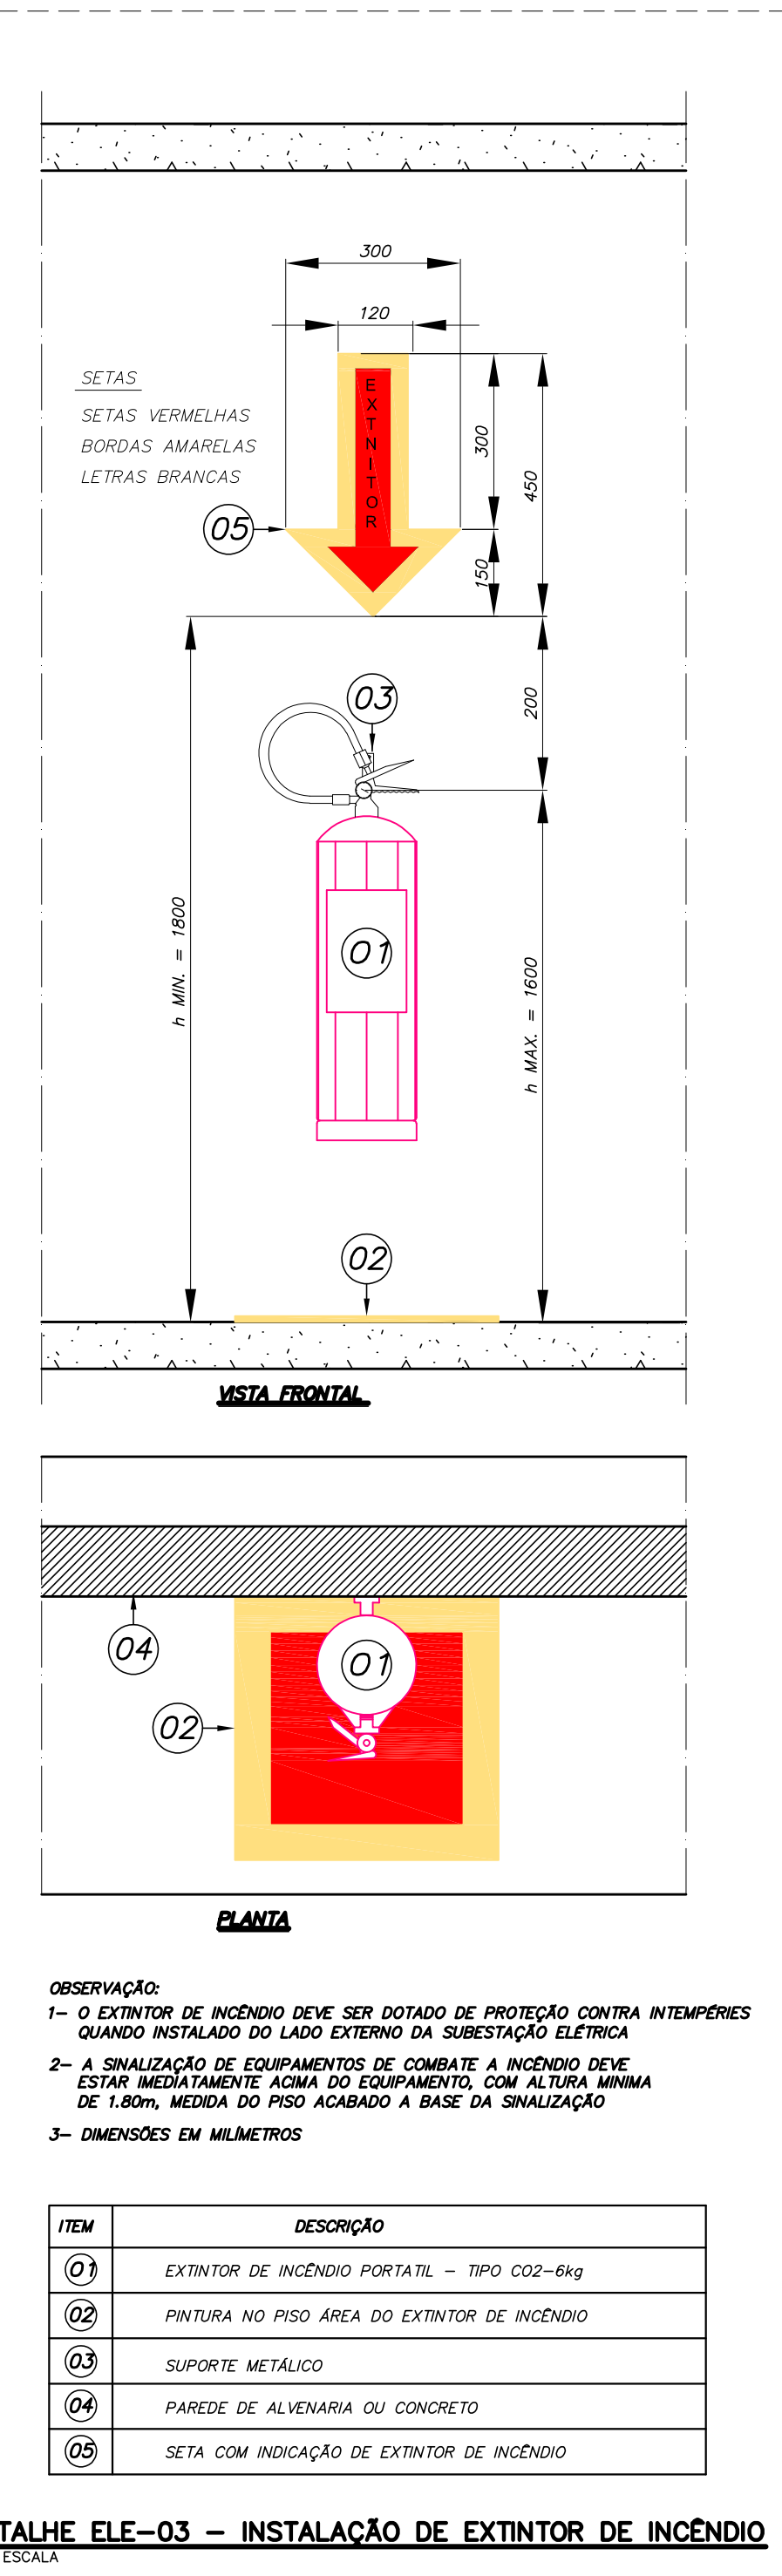 300
120
SETAS
SETAS VERMELHAS
BORDAS AMARELAS
LETRAS BRANCAS
EXTNITOR
300
450
05
150
03
200
h MIN. = 1800
01
h MAX. = 1600
02
VISTA FRONTAL
04
01
02
PLANTA
OBSERVAÇÃO:
1- O EXTINTOR DE INCÊNDIO DEVE SER DOTADO DE PROTEÇÃO CONTRA INTEMPÉRIES
QUANDO INSTALADO DO LADO EXTERNO DA SUBESTAÇÃO ELÉTRICA
2- A SINALIZAÇÃO DE EQUIPAMENTOS DE COMBATE A INCÊNDIO DEVE
ESTAR IMEDIATAMENTE ACIMA DO EQUIPAMENTO, COM ALTURA MINIMA
DE 1.80m, MEDIDA DO PISO ACABADO A BASE DA SINALIZAÇÃO
3- DIMENSÕES EM MILÍMETROS
ITEM DESCRIÇÃO
01 EXTINTOR DE INCÊNDIO PORTATIL - TIPO CO2-6kg
02 PINTURA NO PISO ÁREA DO EXTINTOR DE INCÊNDIO
03 SUPORTE METÁLICO
04 PAREDE DE ALVENARIA OU CONCRETO
05 SETA COM INDICAÇÃO DE EXTINTOR DE INCÊNDIO
TALHE ELE-03 - INSTALAÇÃO DE EXTINTOR DE INCÊNDIO
ESCALA